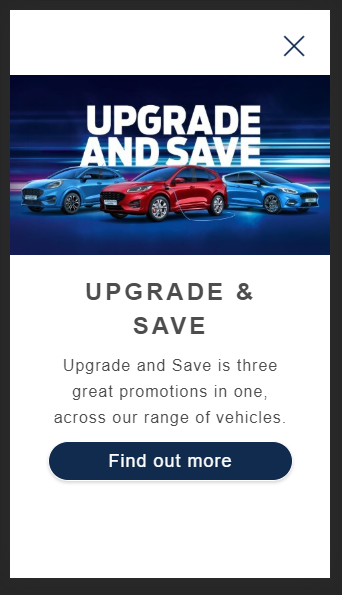 UPGRADE
AND SAVE
UPGRADE &
SAVE
Upgrade and Save is three
great promotions in one,
across our range of vehicles.
Find out more